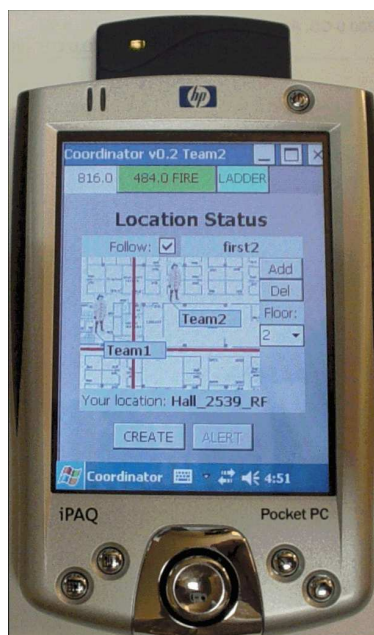 hp
Coordinator v0.2 Team2
816.0 484.0 FIRE LADDER
Location Status
Follow: first2
Add
Del
Team2
Floor:
2
Team1
Your location: Hall_2539_RF
CREATE ALERT
Coordinator 4:51
iPAQ Pocket PC